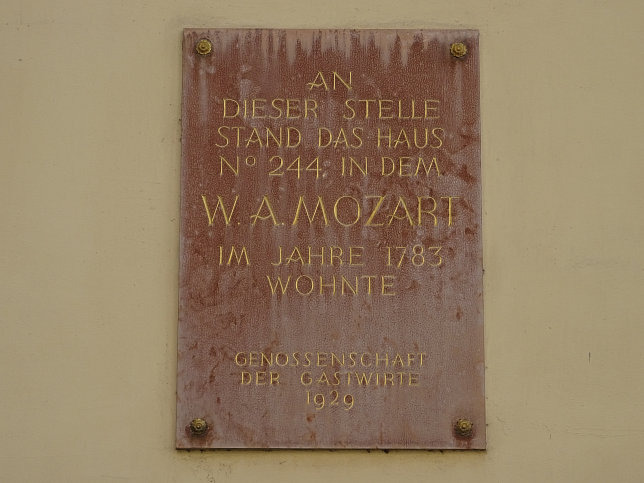 AN
DIESER STELLE
STAND DAS HAUS
Nº 244. IN DEM
W. A. MOZART
IM JAHRE 1783
WOHNTE
GENOSSENSCHAFT
DER GASTWIRTE
1929